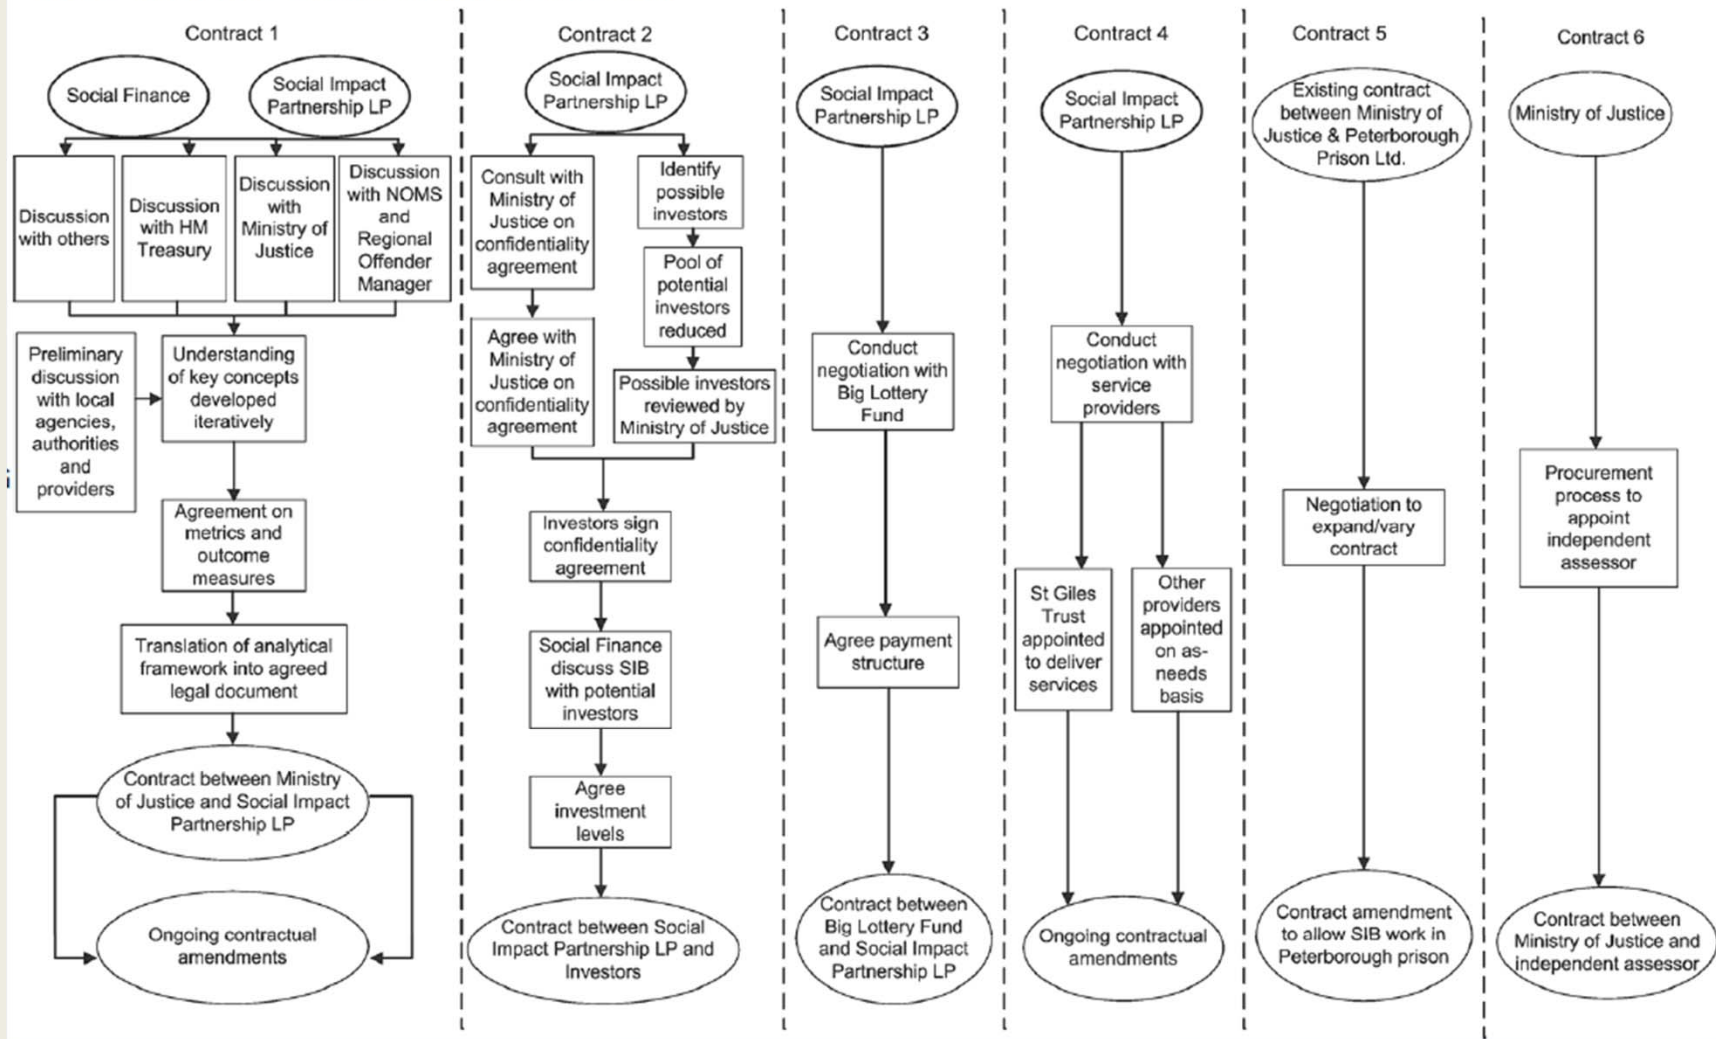 Contract 1
Social Finance
Social Impact
Partnership LP
Discussion
with others
Discussion
with HM
Treasury
Discussion
with
Ministry of
Justice
Discussion
with NOMS
and
Regional
Offender
Manager
Preliminary
discussion
with local
agencies,
authorities
and
providers
Understanding
of key concepts
developed
iteratively
Agreement on
metrics and
outcome
measures
Translation of analytical
framework into agreed
legal document
Contract between Ministry
of Justice and Social Impact
Partnership LP
Ongoing contractual
amendments
Contract 2
Social Impact
Partnership LP
Consult with
Ministry of
Justice on
confidentiality
agreement
Agree with
Ministry of
Justice on
confidentiality
agreement
Identify
possible
investors
Pool of
potential
investors
reduced
Possible investors
reviewed by
Ministry of Justice
Investors sign
confidentiality
agreement
Social Finance
discuss SIB
with potential
investors
Agree
investment
levels
Contract between Social
Impact Partnership LP and
Investors
Contract 3
Social Impact
Partnership LP
Conduct
negotiation with
Big Lottery
Fund
Agree payment
structure
Contract between
Big Lottery Fund
and Social Impact
Partnership LP
Contract 4
Social Impact
Partnership LP
Conduct
negotiation with
service
providers
St Giles
Trust
appointed
to deliver
services
Other
providers
appointed
on as-
needs
basis
Ongoing contractual
amendments
Contract 5
Existing contract
between Ministry of
Justice & Peterborough
Prison Ltd.
Negotiation to
expand/vary
contract
Contract amendment
to allow SIB work in
Peterborough prison
Contract 6
Ministry of Justice
Procurement
process to
appoint
independent
assessor
Contract between
Ministry of Justice and
independent assessor